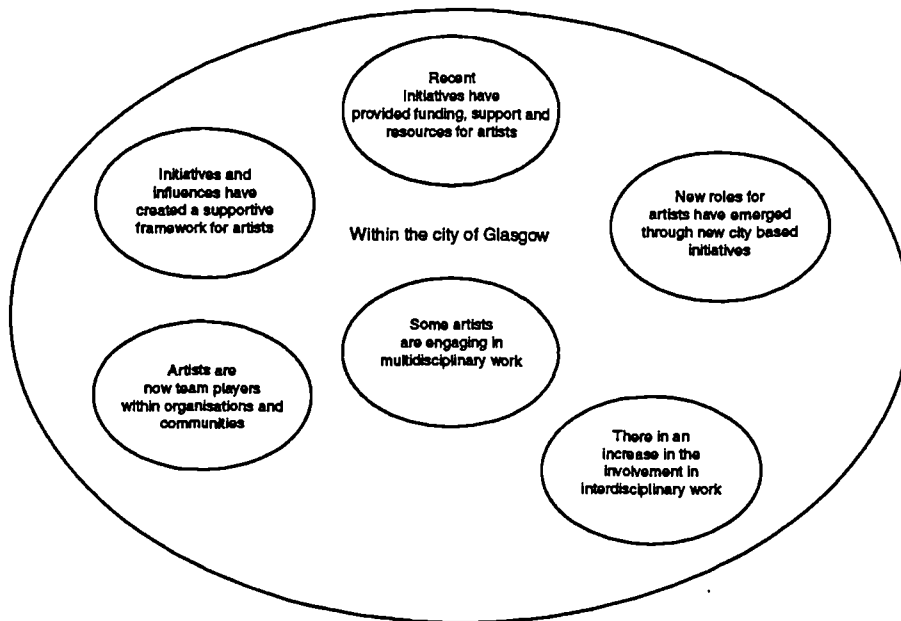 Recent
initiatives have
provided funding, support and
resources for artists
Initiatives and
influences have
created a supportive
framework for artists
New roles for
artists have emerged
through new city based
initiatives
Within the city of Glasgow
Some artists
are engaging in
multidisciplinary work
Artists are
now team players
within organisations and
communities
There in an
increase in the
involvement in
interdisciplinary work